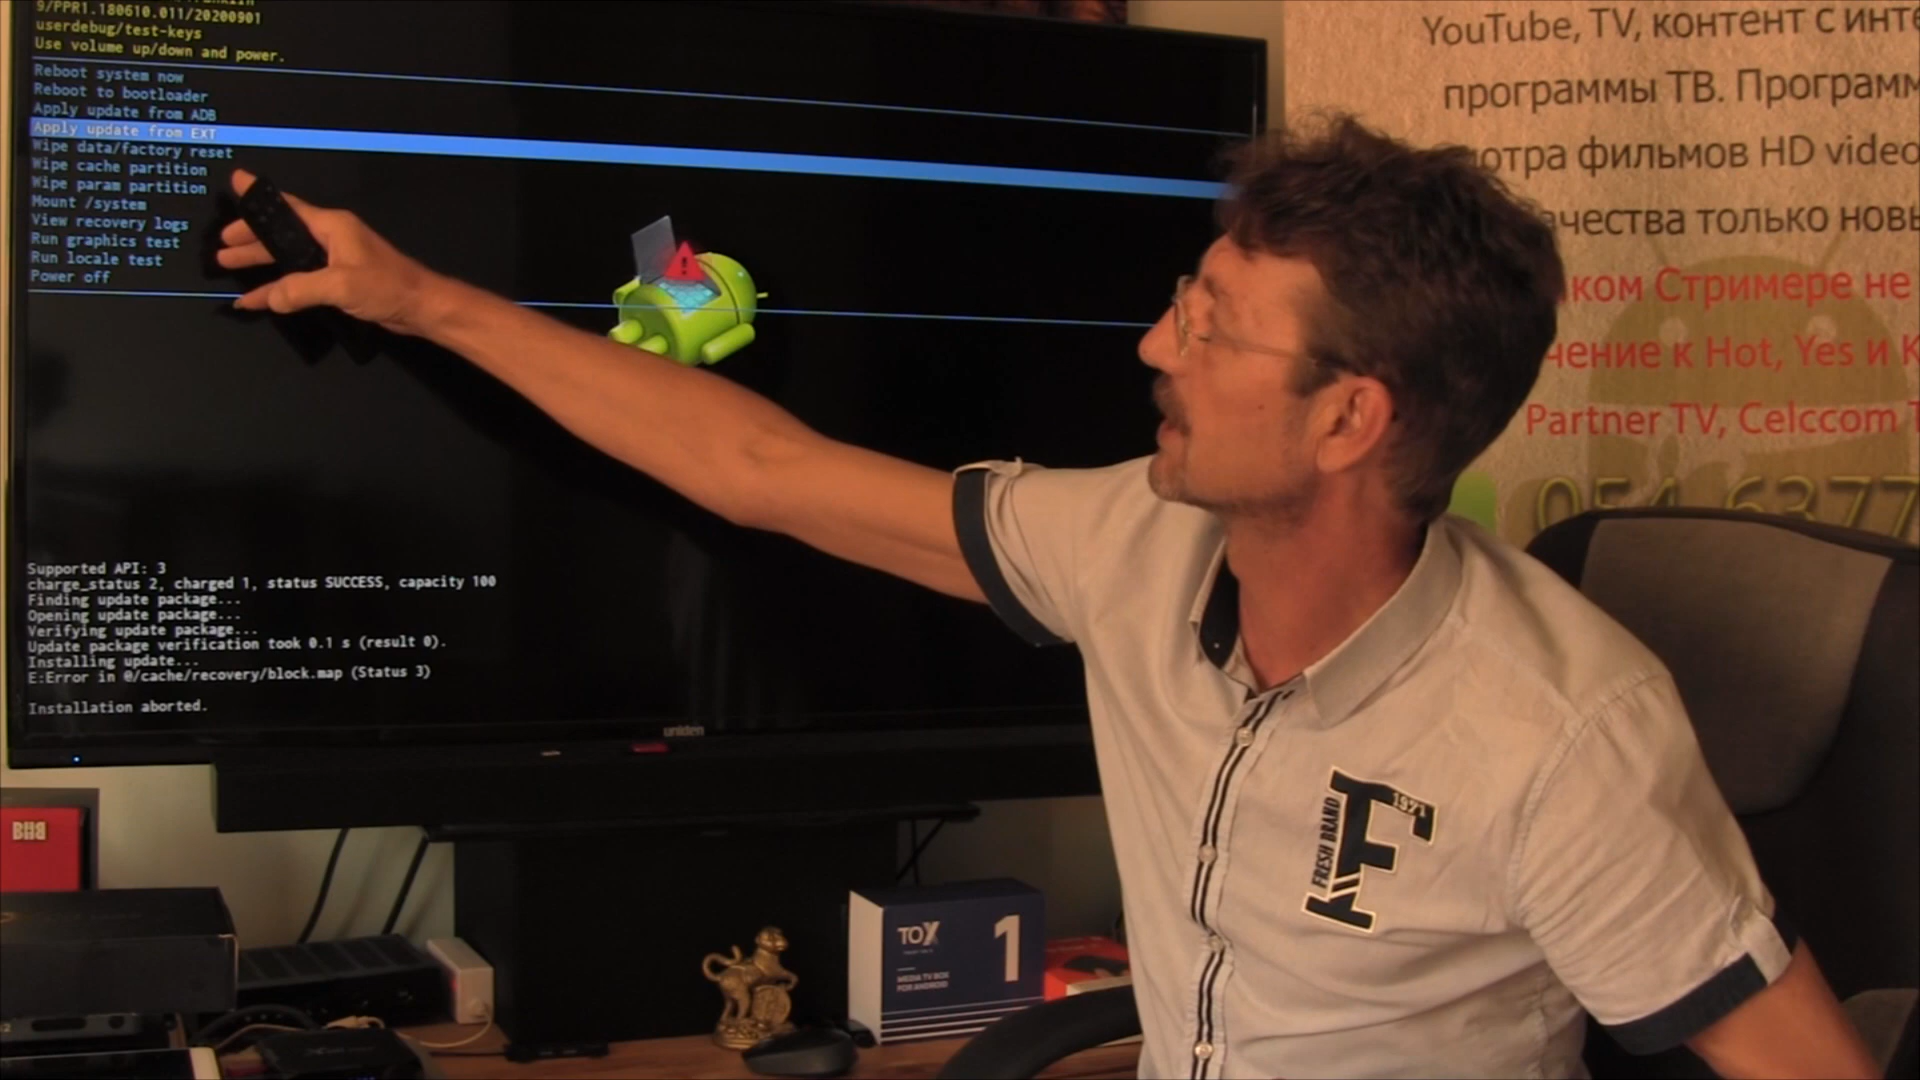 9/PPR1.180610.011/20200901
userdebug/test-keys
Use volume up/down and power.
Reboot system now
Reboot to bootloader
Apply update from ADB
Apply update from EXT
Wipe data/factory reset
Wipe cache partition
Wipe param partition
Mount /system
View recovery logs
Run graphics test
Run locale test
Power off
Supported API: 3
charge_status 2, charged 1, status SUCCESS, capacity 100
Finding update package...
Opening update package...
Verifying update package...
Update package verification took 0.1 s (result 0).
Installing update...
E:Error in @/cache/recovery/block.map (Status 3)
Installation aborted.
uniden
YouTube, TV, контент с инте
программы ТВ. Программ
отра фильмов HD video
ачества только новы
ком Стримере не
чение к Hot, Yes и
Partner TV, Celccom T
054 6377
FRESH BRAND
F
1971
TOX
1
MEDIA TV BOX
FOR ANDROID